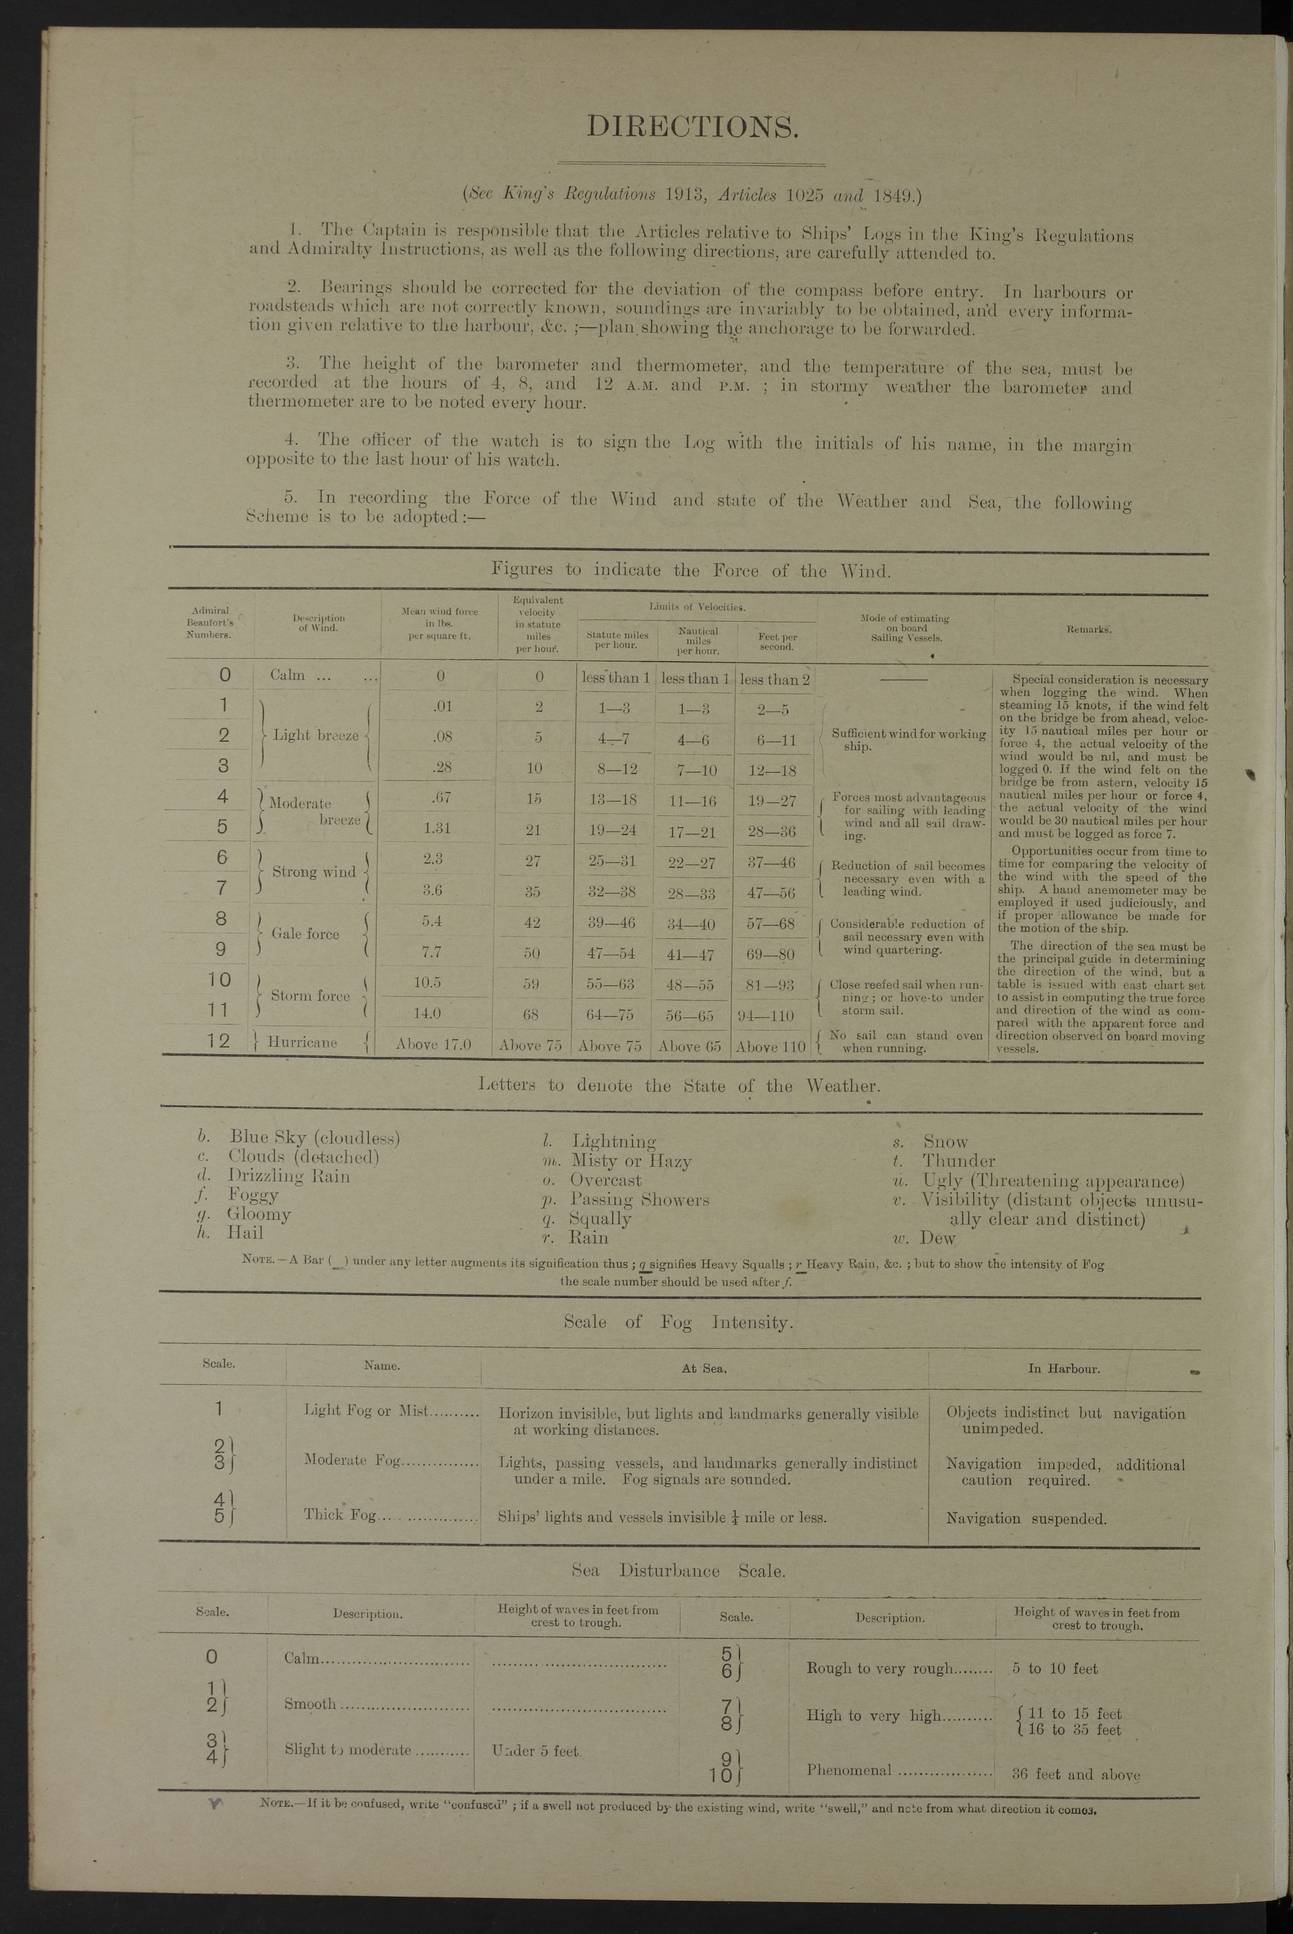 DIRECTIONS.
(See King's Regulations 1913, Articles 1025 and 1849.)
1. The Captain is responsible that the Articles relative to Ships' Logs in the King's Regulations
and Admiralty Instructions, as well as the following directions, are carefully attended to.
2. Bearings should be corrected for the deviation of the compass before entry. In harbours or
roadsteads which are not correctly known, soundings are invariably to be obtained, and every informa-
tion given relative to the harbour, &c. ;—plan showing the anchorage to be forwarded.
3. The height of the barometer and thermometer, and the temperature of the sea, must be
recorded at the hours of 4, 8, and 12 A.M. and P.M. ; in stormy weather the barometer and
thermometer are to be noted every hour.
4. The officer of the watch is to sign the Log with the initials of his name, in the margin
opposite to the last hour of his watch.
5. In recording the Force of the Wind and state of the Weather and Sea, the following
Scheme is to be adopted :—
Figures to indicate the Force of the Wind.
Admiral Beaufort's Numbers. Description of Wind. Mean wind force in lbs. per square ft. Equivalent velocity in statute miles per hour. Limits of Velocities. Mode of estimating on board Sailing Vessels. Remarks.
Statute miles per hour. Nautical miles per hour. Feet per second.
0 Calm ... ... 0 0 less than 1 less than 1 less than 2 ——
1 .01 2 1—3 1—3 2—5
2 Light breeze .08 5 4—7 4—6 6—11 Sufficient wind for working ship.
3 .28 10 8—12 7—10 12—18
4 Moderate .67 15 13—18 11—16 19—27 Forces most advantageous for sailing with leading
5 breeze 1.31 21 19—24 17—21 28—36 wind and all sail drawing.
6 Strong wind 2.3 27 25—31 22—27 37—46 Reduction of sail becomes
7 3.6 35 32—38 28—33 47—56 necessary even with a leading wind.
8 Gale force 5.4 42 39—46 34—40 57—68 Considerable reduction of
9 7.7 50 47—54 41—47 69—80 sail necessary even with wind quartering.
10 Storm force 10.5 59 55—63 48—55 81—93 Close reefed sail when run-
11 14.0 68 64—75 56—65 94—110 ning ; or hove-to under storm sail.
12 Hurricane Above 17.0 Above 75 Above 75 Above 65 Above 110 No sail can stand even when running.
Special consideration is necessary
when logging the wind. When
steaming 15 knots, if the wind felt
on the bridge be from ahead, veloc-
ity 15 nautical miles per hour or
force 4, the actual velocity of the
wind would be nil, and must be
logged 0. If the wind felt on the
bridge be from astern, velocity 15
nautical miles per hour or force 4,
the actual velocity of the wind
would be 30 nautical miles per hour
and must be logged as force 7.
Opportunities occur from time to
time for comparing the velocity of
the wind with the speed of the
ship. A hand anemometer may be
employed if used judiciously, and
if proper allowance be made for
the motion of the ship.
The direction of the sea must be
the principal guide in determining
the direction of the wind, but a
table is issued with each chart set
to assist in computing the true force
and direction of the wind as com-
pared with the apparent force and
direction observed on board moving
vessels.
Letters to denote the State of the Weather.
b. Blue Sky (cloudless)
c. Clouds (detached)
d. Drizzling Rain
f. Foggy
g. Gloomy
h. Hail
l. Lightning
m. Misty or Hazy
o. Overcast
p. Passing Showers
q. Squally
r. Rain
s. Snow
t. Thunder
u. Ugly (Threatening appearance)
v. Visibility (distant objects unusu-
ally clear and distinct)
w. Dew
NOTE.—A Bar (_) under any letter augments its signification thus ; q signifies Heavy Squalls ; r Heavy Rain, &c. ; but to show the intensity of Fog
the scale number should be used after f.
Scale of Fog Intensity.
Scale. Name. At Sea. In Harbour.
1 Light Fog or Mist.......... Horizon invisible, but lights and landmarks generally visible Objects indistinct but navigation
at working distances. unimpeded.
2
3 Moderate Fog............... Lights, passing vessels, and landmarks generally indistinct Navigation impeded, additional
under a mile. Fog signals are sounded. caution required.
4
5 Thick Fog................... Ships' lights and vessels invisible ¼ mile or less. Navigation suspended.
Sea Disturbance Scale.
Scale. Description. Height of waves in feet from crest to trough. Scale. Description. Height of waves in feet from crest to trough.
0 Calm............................. .................................
1
2 Smooth ......................... .................................
3
4 Slight to moderate ........... Under 5 feet.
5
6 Rough to very rough........ 5 to 10 feet
7 High to very high.......... 11 to 15 feet
8 16 to 35 feet
9
10 Phenomenal ................... 36 feet and above
NOTE.—If it be confused, write "confused" ; if a swell not produced by the existing wind, write "swell," and note from what direction it comes.